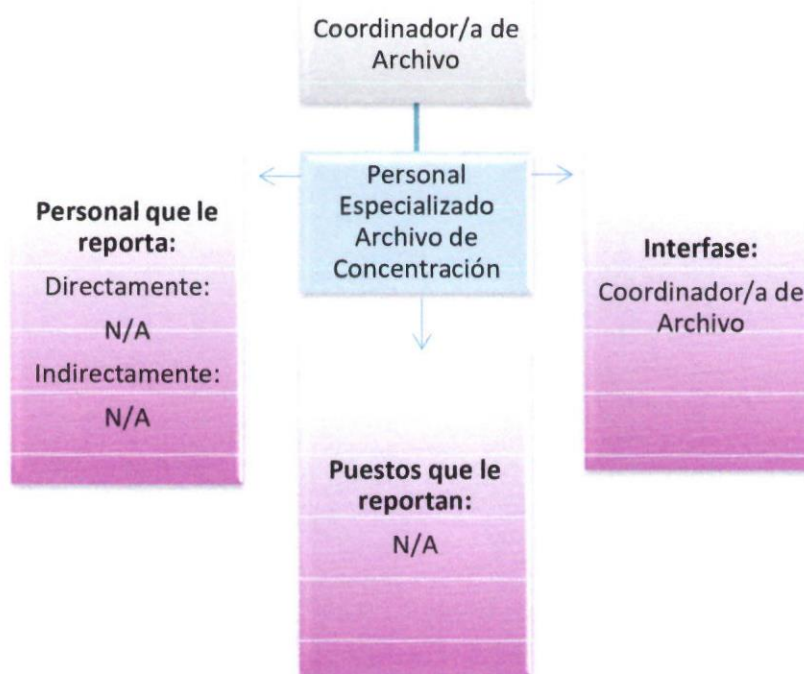 Coordinador/a de
Archivo
Personal
Especializado
Archivo de
Concentración
Personal que le
reporta:
Directamente:
N/A
Indirectamente:
N/A
Interfase:
Coordinador/a de
Archivo
Puestos que le
reportan:
N/A